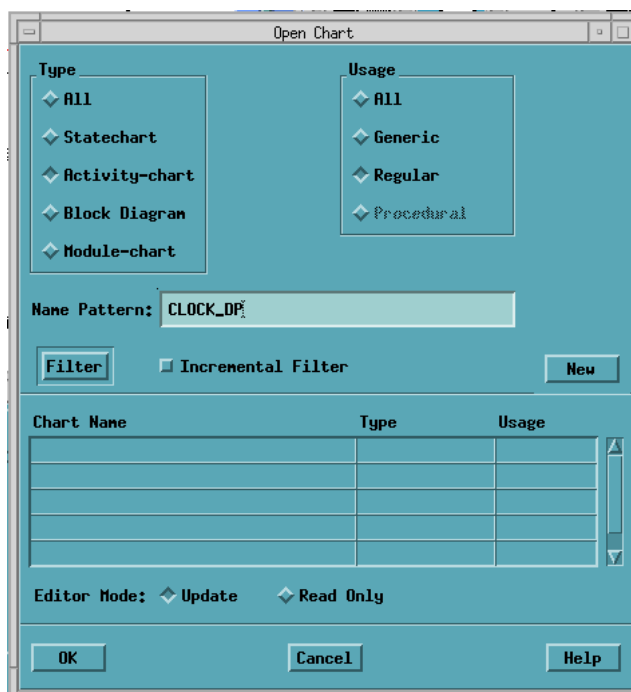 Open Chart
Type
All
Statechart
Activity-chart
Block Diagram
Module-chart
Usage
All
Generic
Regular
Procedural
Name Pattern: CLOCK_DP
Filter Incremental Filter New
Chart Name Type Usage
Editor Mode: Update Read Only
OK Cancel Help